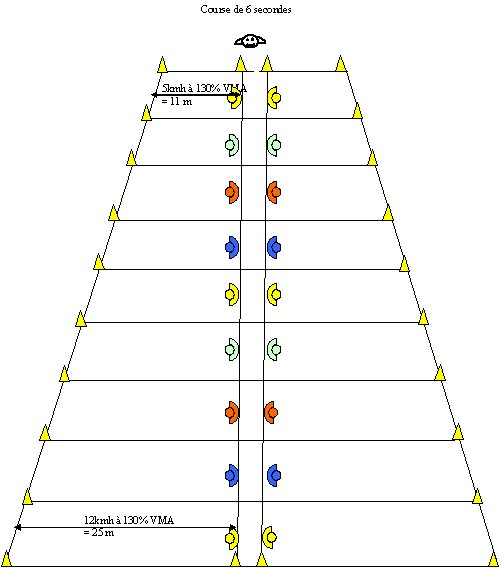 Course de 6 secondes
5kmh à 130% VMA
= 11 m
12kmh à 130% VMA
= 25 m